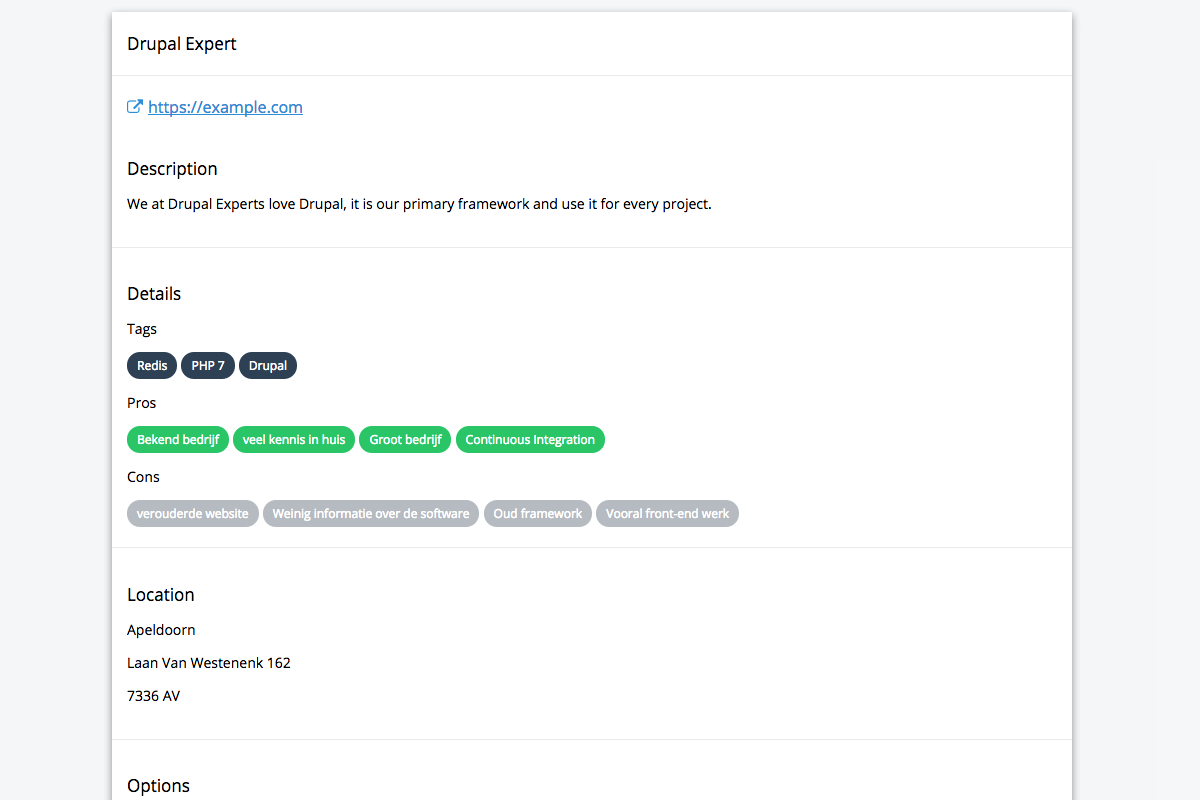 Drupal Expert
https://example.com
Description
We at Drupal Experts love Drupal, it is our primary framework and use it for every project.
Details
Tags
Redis PHP 7 Drupal
Pros
Bekend bedrijf veel kennis in huis Groot bedrijf Continuous Integration
Cons
verouderde website Weinig informatie over de software Oud framework Vooral front-end werk
Location
Apeldoorn
Laan Van Westenenk 162
7336 AV
Options